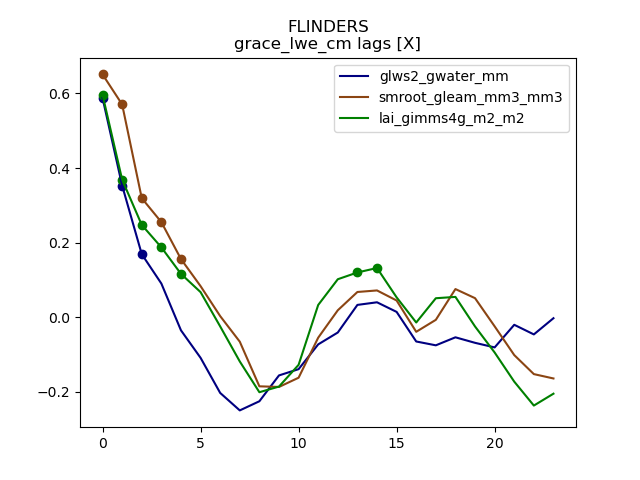 FLINDERS
grace_lwe_cm lags [X]
glws2_gwater_mm
smroot_gleam_mm3_mm3
lai_gimms4g_m2_m2
0.6
0.4
0.2
0.0
−0.2
0 5 10 15 20